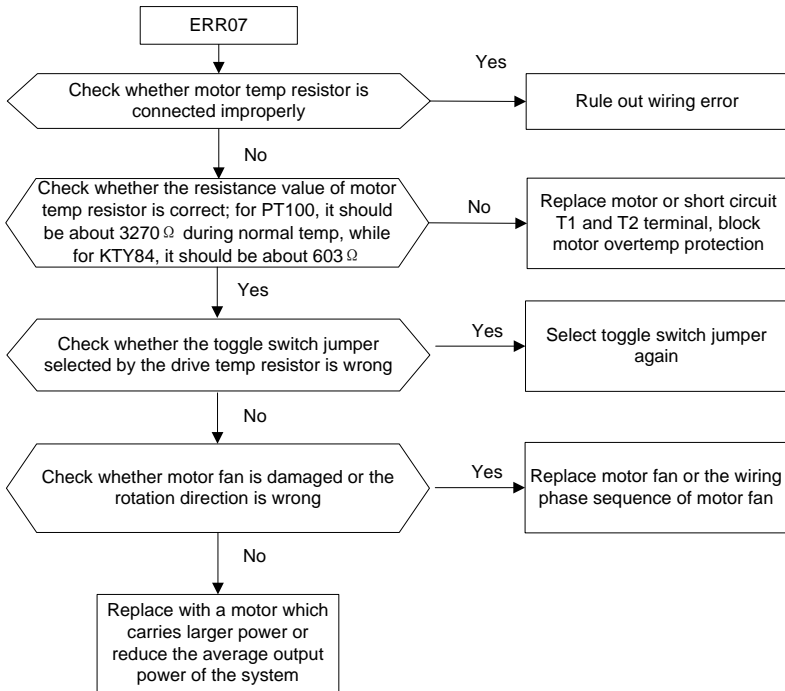 ERR07
Check whether motor temp resistor is
connected improperly
Yes
Rule out wiring error
No
Check whether the resistance value of motor
temp resistor is correct; for PT100, it should
be about 3270Ω during normal temp, while
for KTY84, it should be about 603Ω
No
Replace motor or short circuit
T1 and T2 terminal, block
motor overtemp protection
Yes
Check whether the toggle switch jumper
selected by the drive temp resistor is wrong
Yes
Select toggle switch jumper
again
No
Check whether motor fan is damaged or the
rotation direction is wrong
Yes
Replace motor fan or the wiring
phase sequence of motor fan
No
Replace with a motor which
carries larger power or
reduce the average output
power of the system